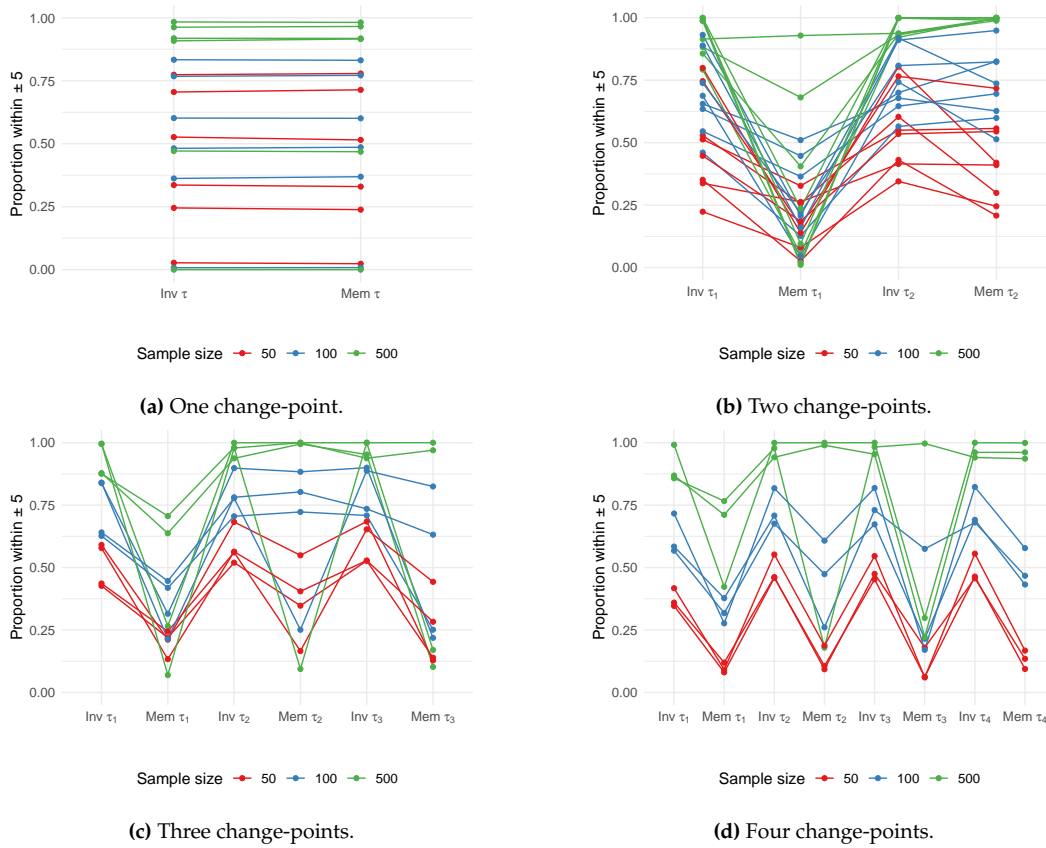 Proportion within ± 5
1.00
0.75
0.50
0.25
0.00
Inv τ Mem τ
Sample size 50 100 500
(a) One change-point.
Proportion within ± 5
1.00
0.75
0.50
0.25
0.00
Inv τ1 Mem τ1 Inv τ2 Mem τ2
Sample size 50 100 500
(b) Two change-points.
Proportion within ± 5
1.00
0.75
0.50
0.25
0.00
Inv τ1 Mem τ1 Inv τ2 Mem τ2 Inv τ3 Mem τ3
Sample size 50 100 500
(c) Three change-points.
Proportion within ± 5
1.00
0.75
0.50
0.25
0.00
Inv τ1 Mem τ1 Inv τ2 Mem τ2 Inv τ3 Mem τ3 Inv τ4 Mem τ4
Sample size 50 100 500
(d) Four change-points.